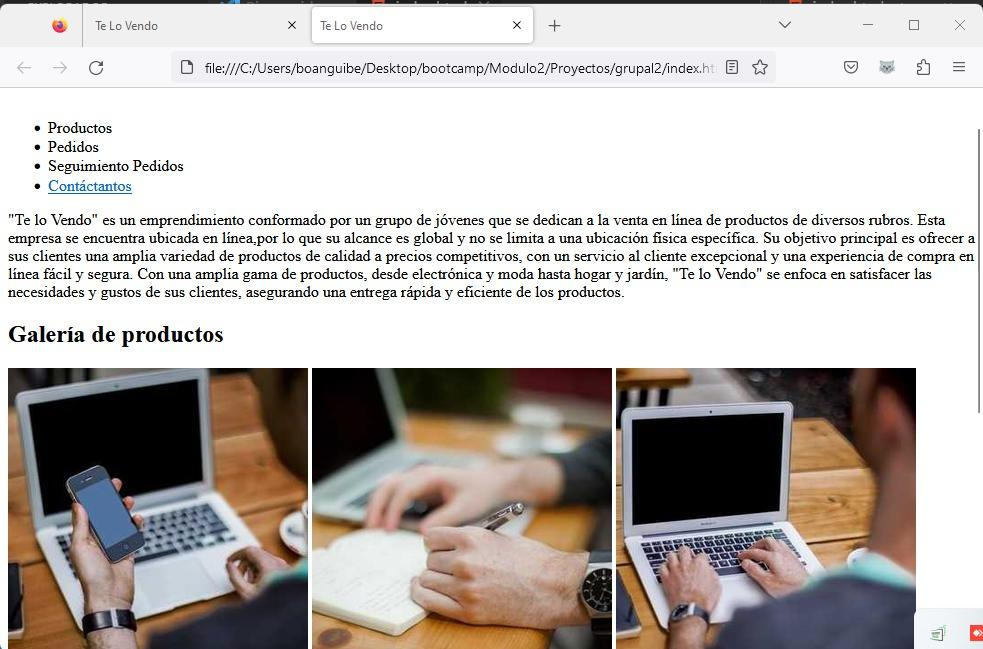 Te Lo Vendo
Te Lo Vendo
file:///C:/Users/boanguibe/Desktop/bootcamp/Modulo2/Proyectos/grupal2/index.ht
Productos
Pedidos
Seguimiento Pedidos
Contáctantos
"Te lo Vendo" es un emprendimiento conformado por un grupo de jóvenes que se dedican a la venta en línea de productos de diversos rubros. Esta
empresa se encuentra ubicada en línea,por lo que su alcance es global y no se limita a una ubicación física específica. Su objetivo principal es ofrecer a
sus clientes una amplia variedad de productos de calidad a precios competitivos, con un servicio al cliente excepcional y una experiencia de compra en
línea fácil y segura. Con una amplia gama de productos, desde electrónica y moda hasta hogar y jardín, "Te lo Vendo" se enfoca en satisfacer las
necesidades y gustos de sus clientes, asegurando una entrega rápida y eficiente de los productos.
Galería de productos